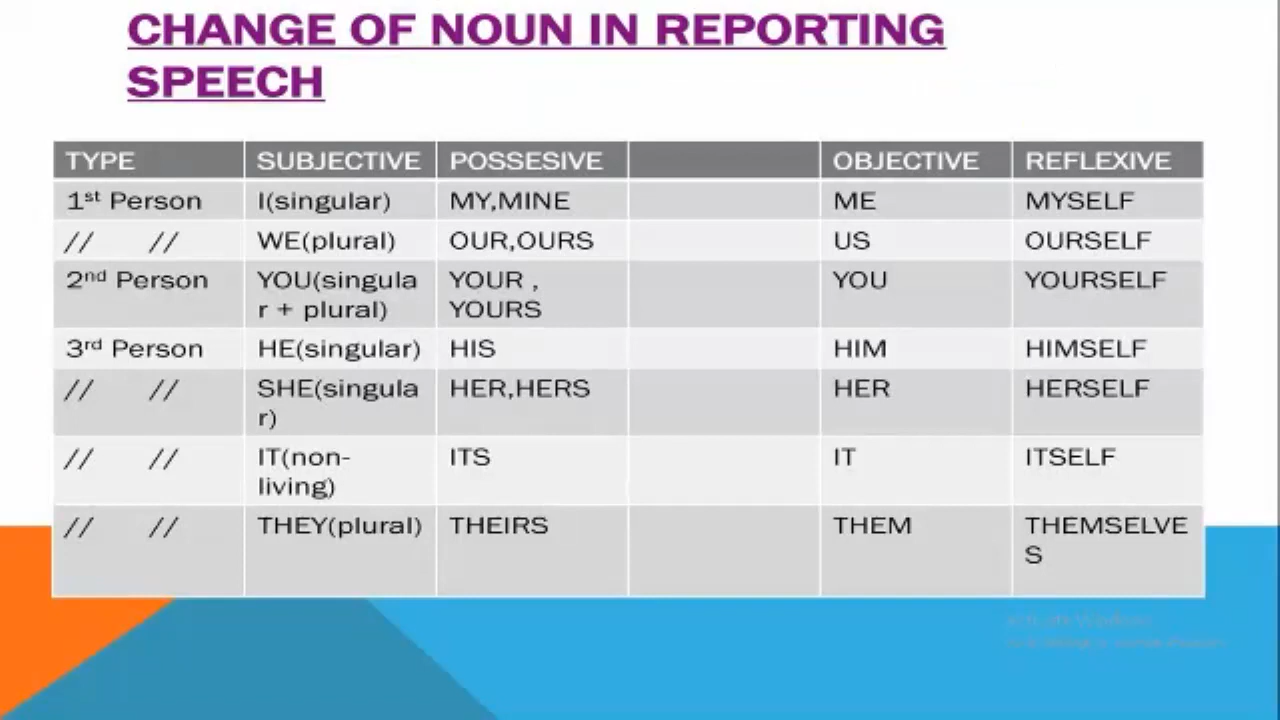 CHANGE OF NOUN IN REPORTING
SPEECH
TYPE SUBJECTIVE POSSESIVE OBJECTIVE REFLEXIVE
1st Person I(singular) MY,MINE ME MYSELF
// // WE(plural) OUR,OURS US OURSELF
2nd Person YOU(singula YOUR , YOU YOURSELF
r + plural) YOURS
3rd Person HE(singular) HIS HIM HIMSELF
// // SHE(singula HER,HERS HER HERSELF
r)
// // IT(non- ITS IT ITSELF
living)
// // THEY(plural) THEIRS THEM THEMSELVE
S